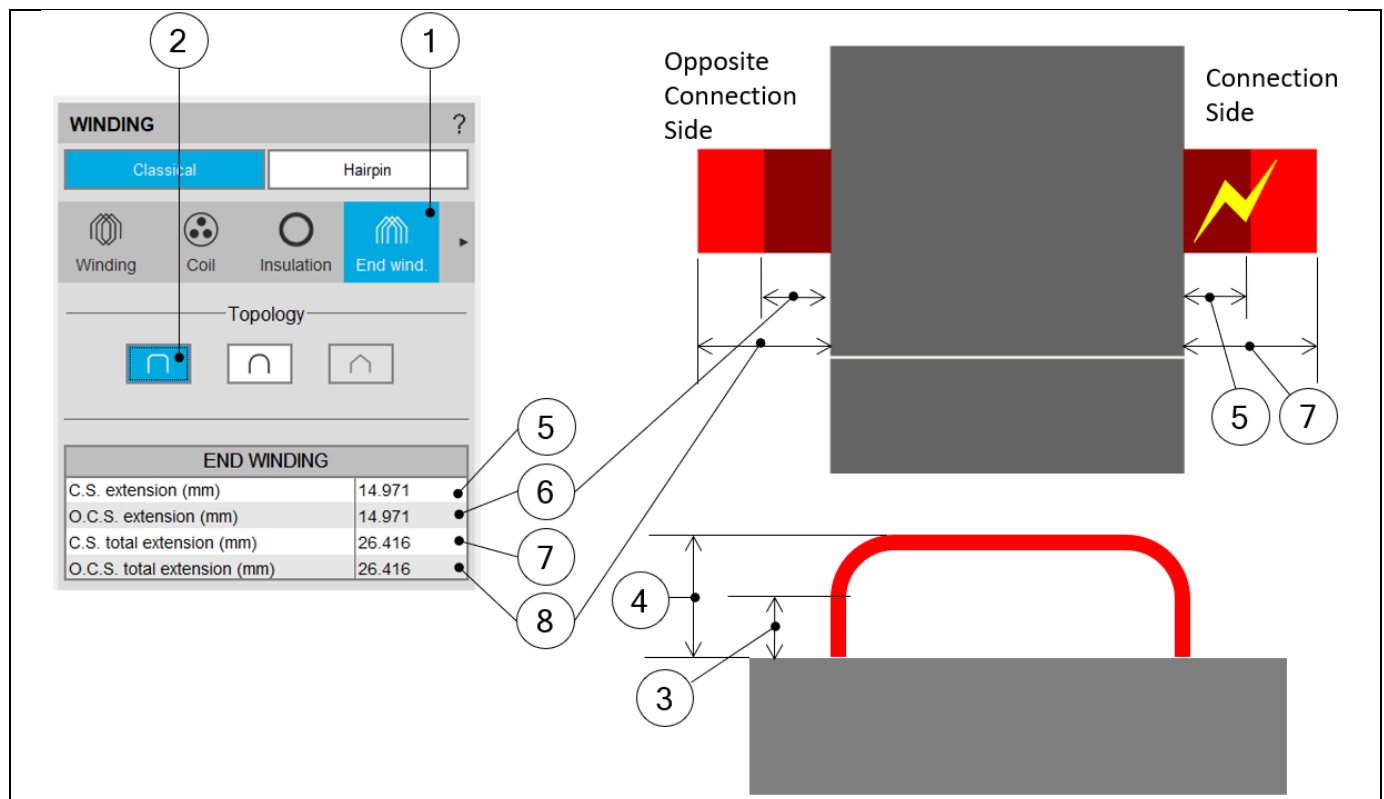 2
1
WINDING ?
Classical Hairpin
Winding Coil Insulation End wind.
Topology
END WINDING
C.S. extension (mm) 14.971
O.C.S. extension (mm) 14.971
C.S. total extension (mm) 26.416
O.C.S. total extension (mm) 26.416
5
6
7
8
Opposite
Connection
Side
Connection
Side
5
7
4
3